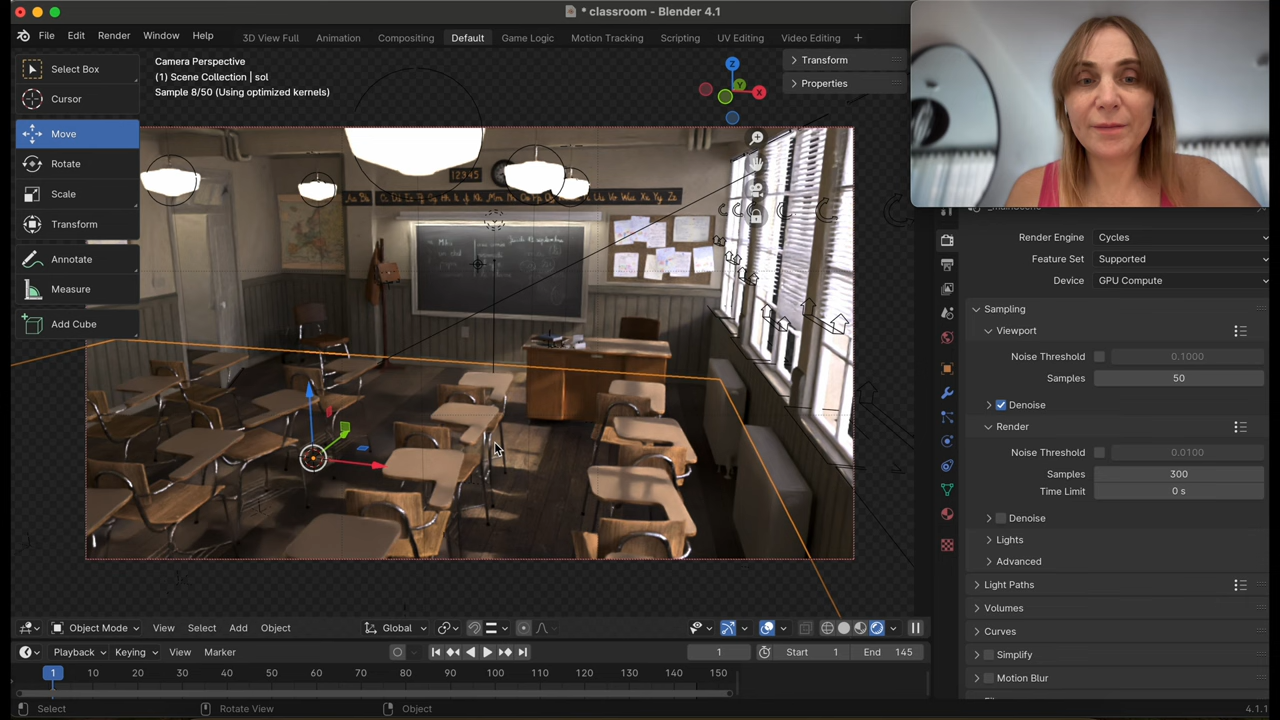 * classroom - Blender 4.1
File Edit Render Window Help
3D View Full Animation Compositing Default Game Logic Motion Tracking Scripting UV Editing Video Editing +
Select Box
Cursor
Move
Rotate
Scale
Transform
Annotate
Measure
Add Cube
Camera Perspective
(1) Scene Collection | sol
Sample 8/50 (Using optimized kernels)
Z
Y
X
Transform
Properties
12345
Render Engine Cycles
Feature Set Supported
Device GPU Compute
Sampling
Viewport
Noise Threshold 0.1000
Samples 50
Denoise
Render
Noise Threshold 0.0100
Samples 300
Time Limit 0 s
Denoise
Lights
Advanced
Light Paths
Volumes
Curves
Simplify
Motion Blur
Object Mode View Select Add Object Global
Playback Keying View Marker 1 Start 1 End 145
1 10 20 30 40 50 60 70 80 90 100 110 120 130 140 150
Select Rotate View Object 4.1.1